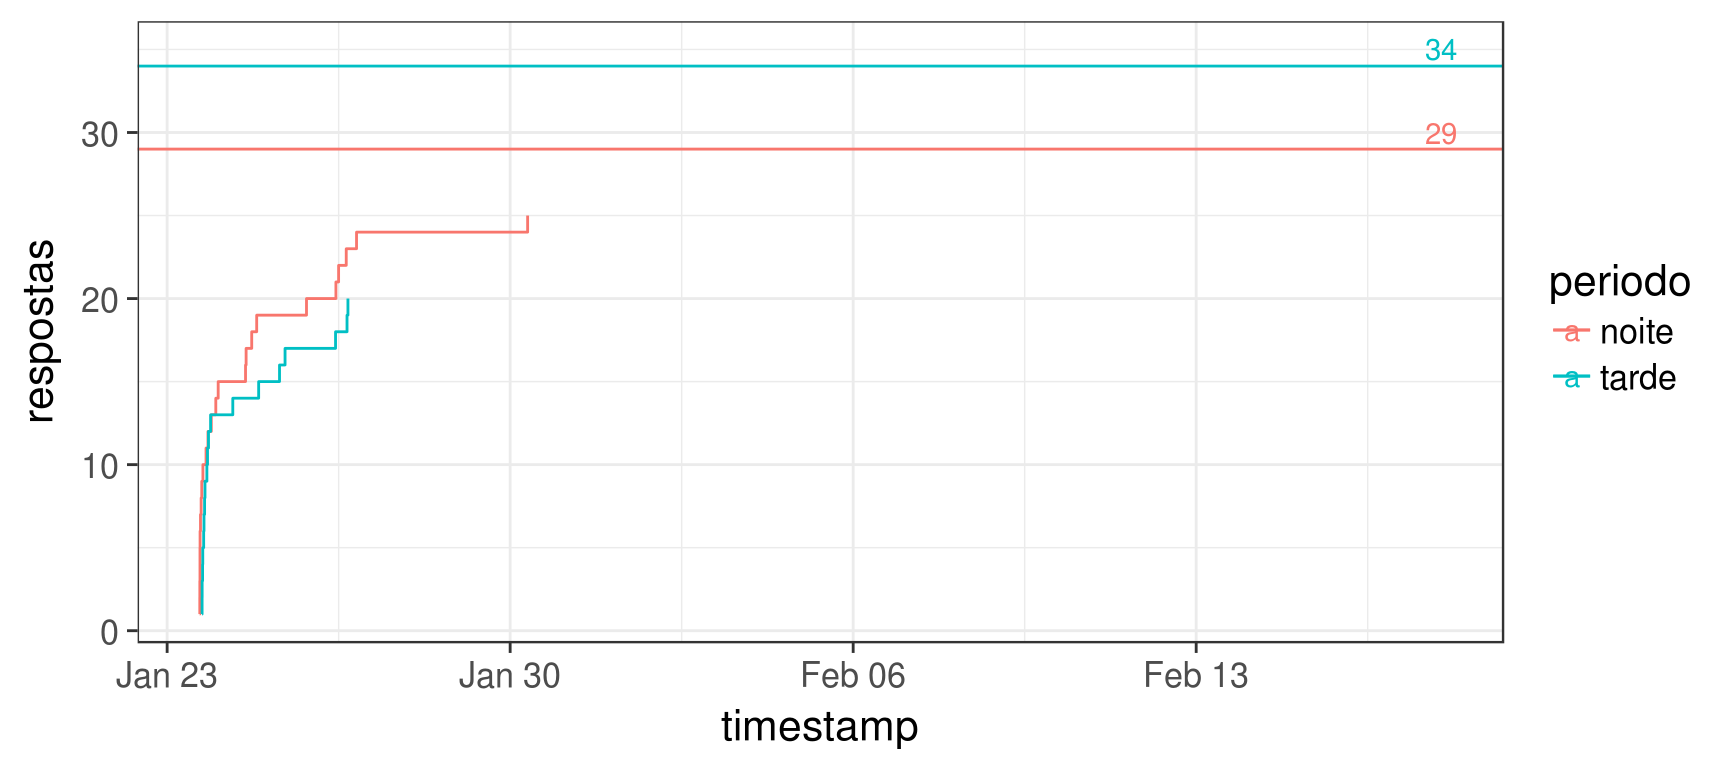 34
29
30
20
10
0
respostas
Jan 23
Jan 30
Feb 06
Feb 13
timestamp
periodo
a noite
a tarde